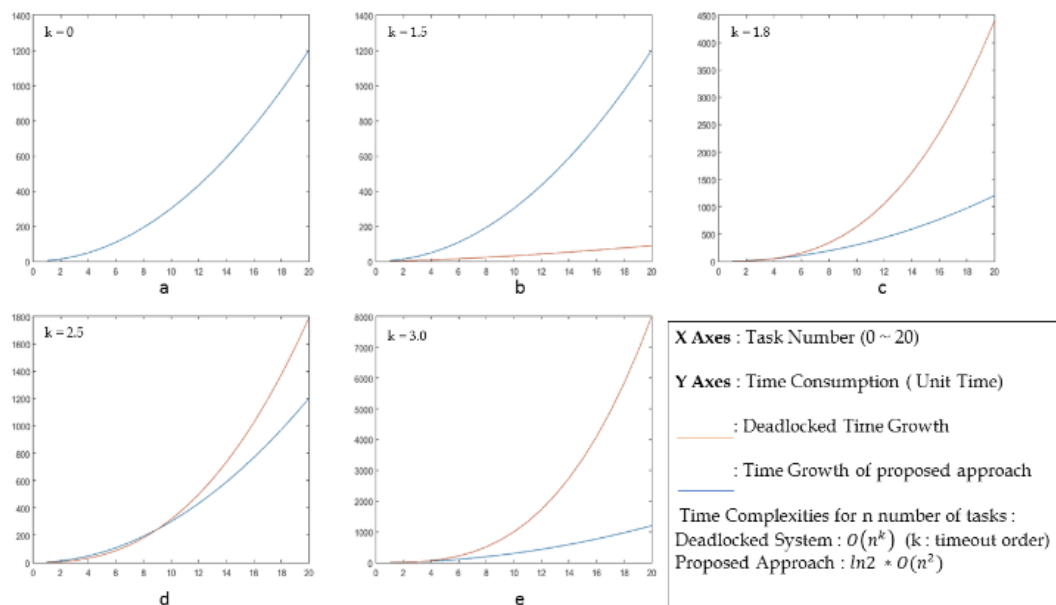 k = 0
1400
1200
1000
800
600
400
200
0
0 2 4 6 8 10 12 14 16 18 20
a
k = 1.5
1400
1200
1000
800
600
400
200
0
0 2 4 6 8 10 12 14 16 18 20
b
k = 1.8
4500
4000
3500
3000
2500
2000
1500
1000
500
0
0 2 4 6 8 10 12 14 16 18 20
c
k = 2.5
1800
1600
1400
1200
1000
800
600
400
200
0
0 2 4 6 8 10 12 14 16 18 20
d
k = 3.0
8000
7000
6000
5000
4000
3000
2000
1000
0
0 2 4 6 8 10 12 14 16 18 20
e
X Axes : Task Number (0 ~ 20)
Y Axes : Time Consumption ( Unit Time)
: Deadlocked Time Growth
: Time Growth of proposed approach
Time Complexities for n number of tasks :
Deadlocked System : O(n^k) (k : timeout order)
Proposed Approach : ln2 * O(n²)